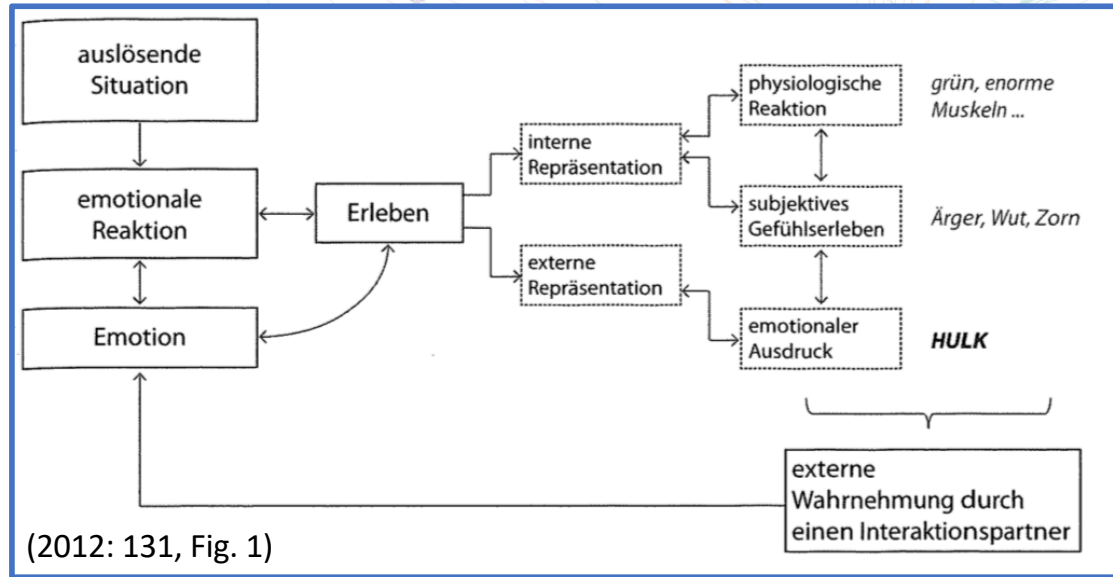 auslösende
Situation
emotionale
Reaktion
Emotion
Erleben
interne
Repräsentation
externe
Repräsentation
physiologische
Reaktion
grün, enorme
Muskeln ...
subjektives
Gefühlserleben
Ärger, Wut, Zorn
emotionaler
Ausdruck
HULK
externe
Wahrnehmung durch
einen Interaktionspartner
(2012: 131, Fig. 1)